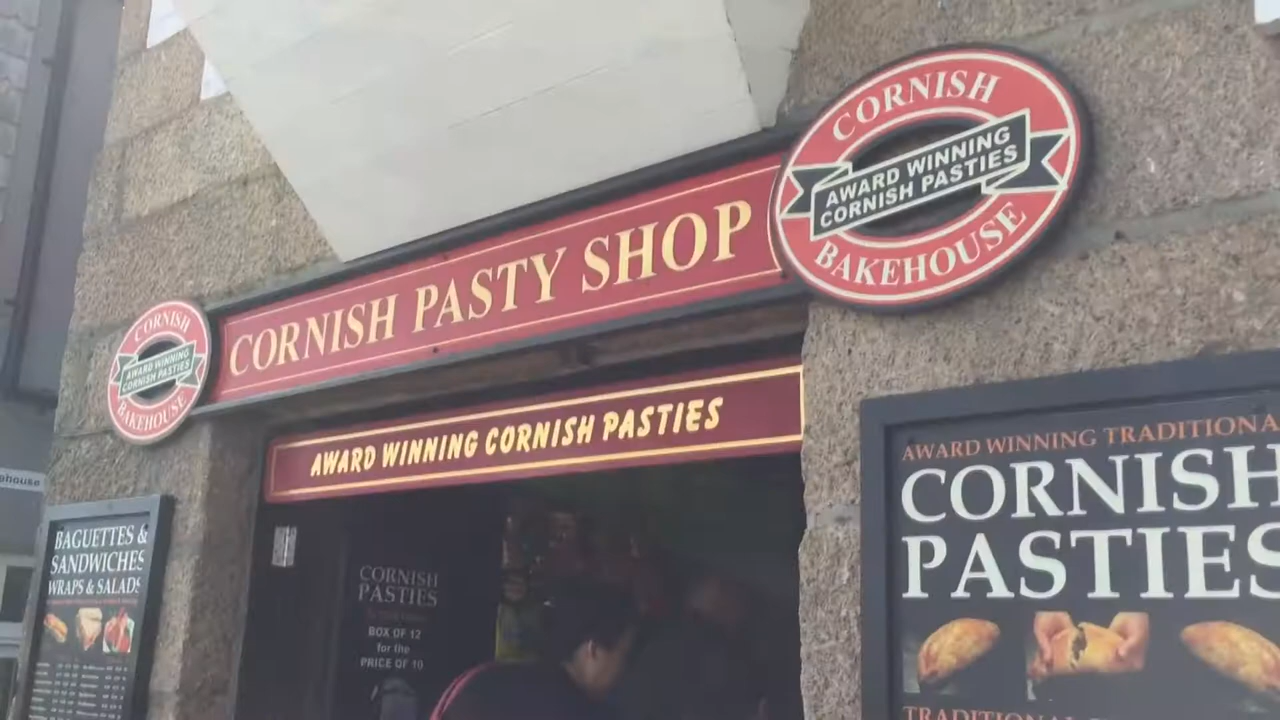 CORNISH
AWARD WINNING
CORNISH PASTIES
BAKEHOUSE
CORNISH PASTY SHOP
CORNISH
AWARD WINNING
CORNISH PASTIES
BAKEHOUSE
AWARD WINNING CORNISH PASTIES
BAGUETTES &
SANDWICHES
WRAPS & SALADS
CORNISH
PASTIES
BOX OF 12
for the
PRICE OF 10
AWARD WINNING TRADITIONA
CORNISH
PASTIES
TRADITIONAL